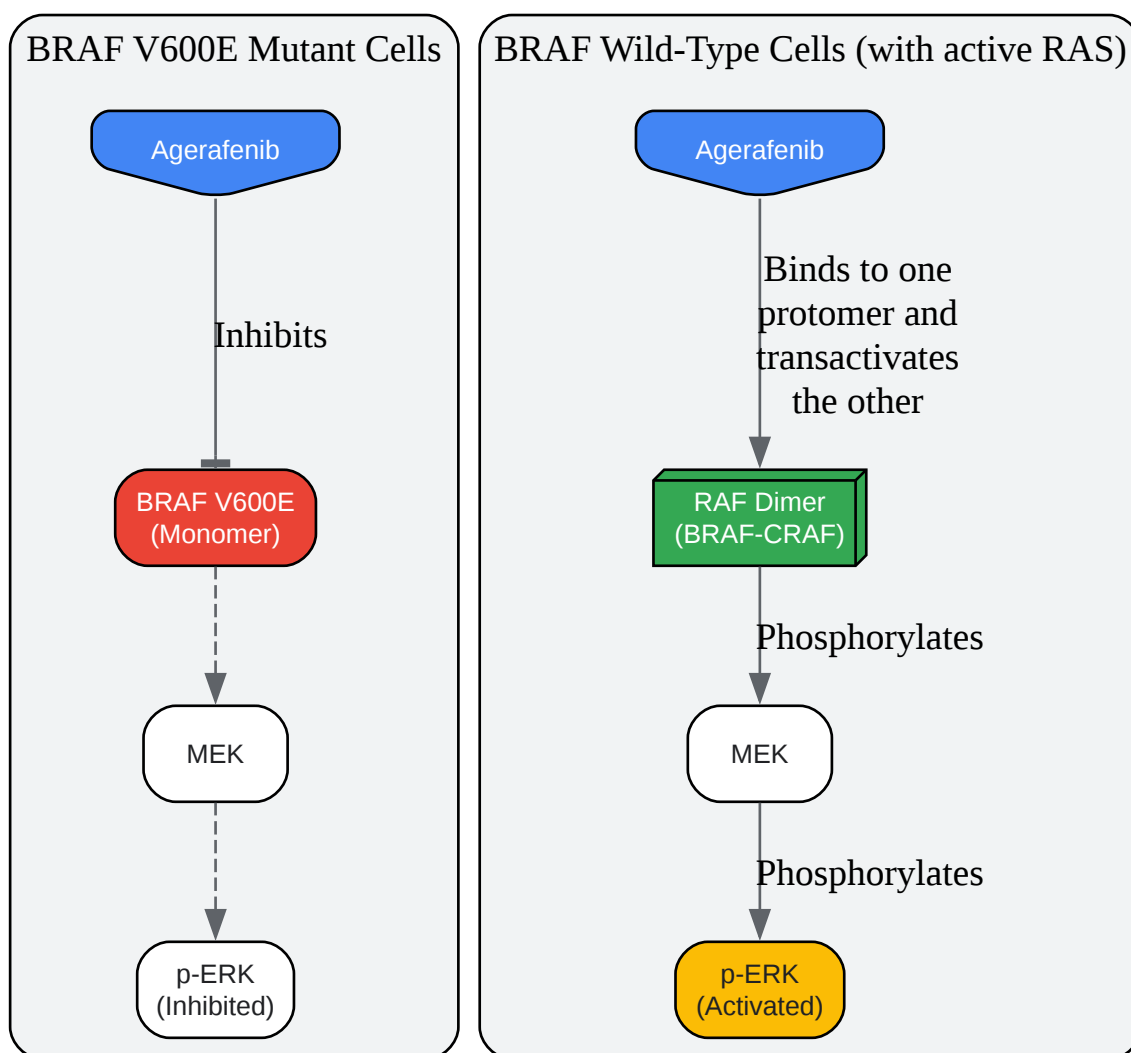 BRAF V600E Mutant Cells
Agerafenib
Inhibits
BRAF V600E
(Monomer)
MEK
p-ERK
(Inhibited)
BRAF Wild-Type Cells (with active RAS)
Agerafenib
Binds to one
protomer and
transactivates
the other
RAF Dimer
(BRAF-CRAF)
Phosphorylates
MEK
Phosphorylates
p-ERK
(Activated)